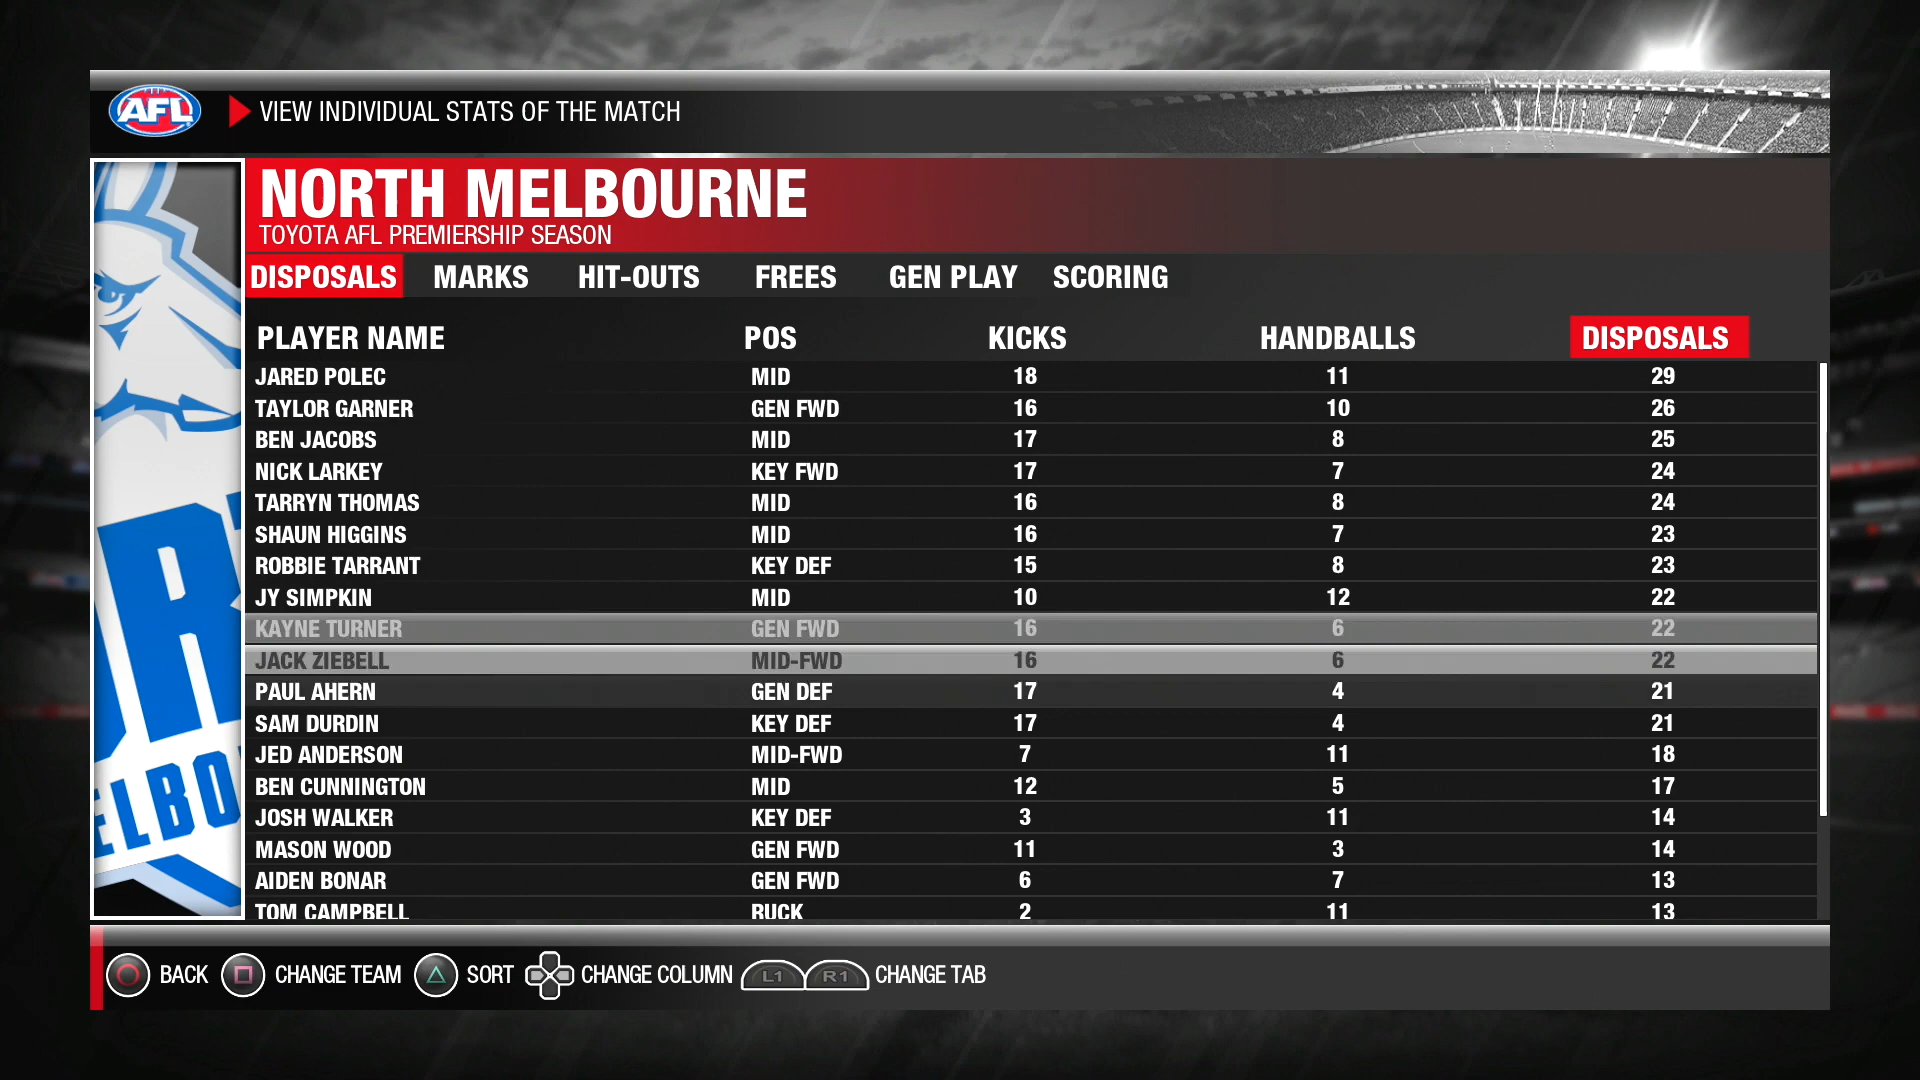 AFL
VIEW INDIVIDUAL STATS OF THE MATCH
NORTH MELBOURNE
TOYOTA AFL PREMIERSHIP SEASON
DISPOSALS MARKS HIT-OUTS FREES GEN PLAY SCORING
PLAYER NAME POS KICKS HANDBALLS DISPOSALS
JARED POLEC MID 18 11 29
TAYLOR GARNER GEN FWD 16 10 26
BEN JACOBS MID 17 8 25
NICK LARKEY KEY FWD 17 7 24
TARRYN THOMAS MID 16 8 24
SHAUN HIGGINS MID 16 7 23
ROBBIE TARRANT KEY DEF 15 8 23
JY SIMPKIN MID 10 12 22
KAYNE TURNER GEN FWD 16 6 22
JACK ZIEBELL MID-FWD 16 6 22
PAUL AHERN GEN DEF 17 4 21
SAM DURDIN KEY DEF 17 4 21
JED ANDERSON MID-FWD 7 11 18
BEN CUNNINGTON MID 12 5 17
JOSH WALKER KEY DEF 3 11 14
MASON WOOD GEN FWD 11 3 14
AIDEN BONAR GEN FWD 6 7 13
TOM CAMPBELL RUCK 2 11 13
RT
ELBO
BACK CHANGE TEAM SORT CHANGE COLUMN L1 R1 CHANGE TAB